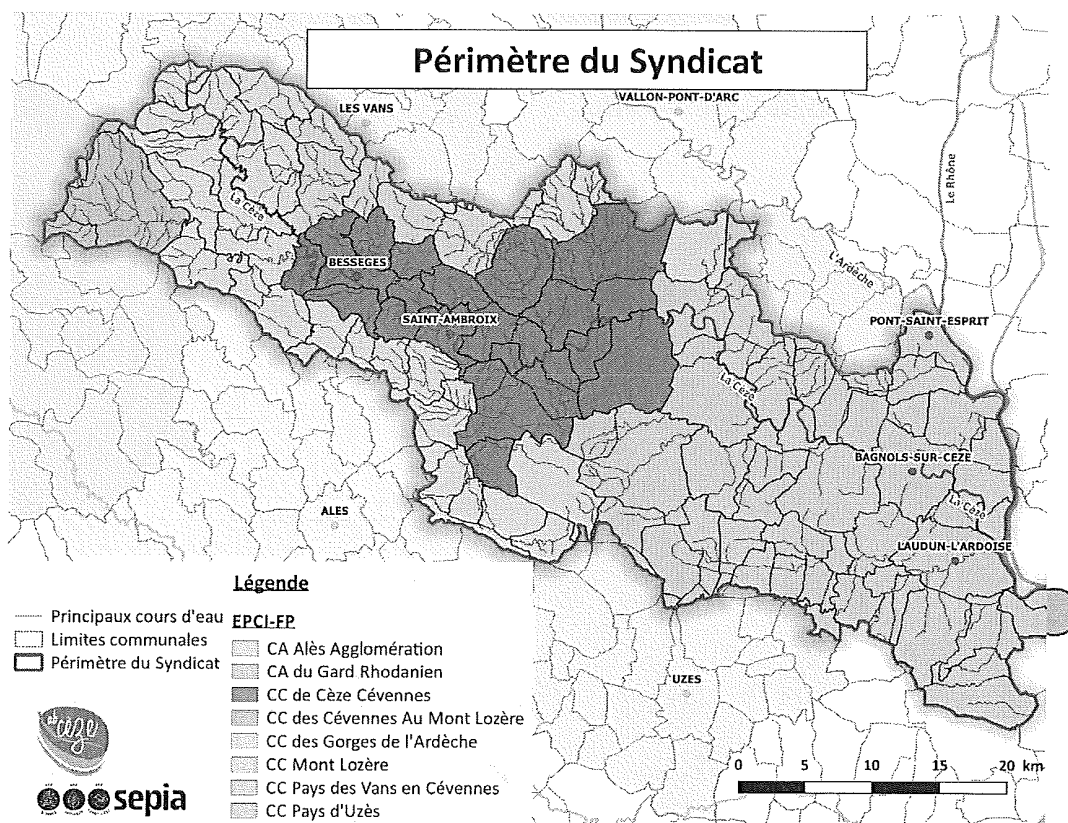 Périmètre du Syndicat
LES VANS
VALLON-PONT-D'ARC
Le Rhône
La Cèze
L'Ardèche
BESSEGES
SAINT-AMBROIX
PONT-SAINT-ESPRIT
La Cèze
BAGNOLS-SUR-CEZE
La Cèze
ALES
LAUDUN-L'ARDOISE
UZES
Légende
Principaux cours d'eau
Limites communales
Périmètre du Syndicat
EPCI-FP
CA Alès Agglomération
CA du Gard Rhodanien
CC de Cèze Cévennes
CC des Cévennes Au Mont Lozère
CC des Gorges de l'Ardèche
CC Mont Lozère
CC Pays des Vans en Cévennes
CC Pays d'Uzès
ab cèze
sepia
0 5 10 15 20 km